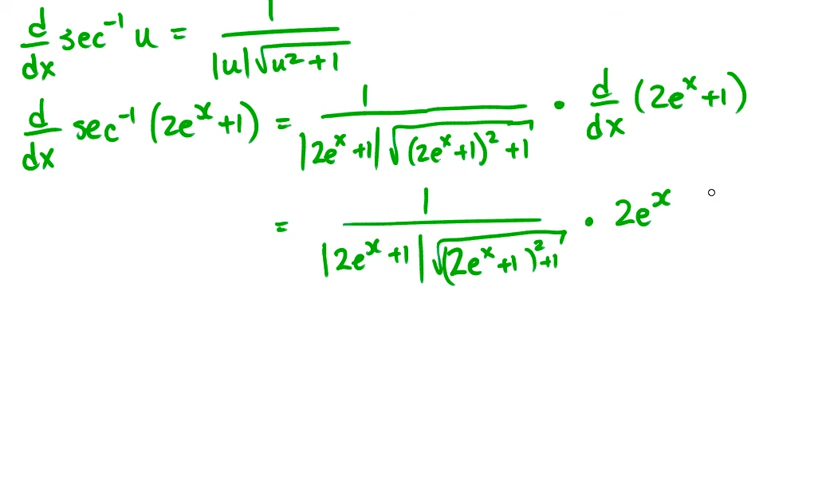 d/dx sec⁻¹ u = 1/(|u|√(u²+1))
d/dx sec⁻¹ (2eˣ+1) = 1/(|2eˣ+1|√((2eˣ+1)²+1)) · d/dx (2eˣ+1)
= 1/(|2eˣ+1|√((2eˣ+1)²+1)) · 2eˣ